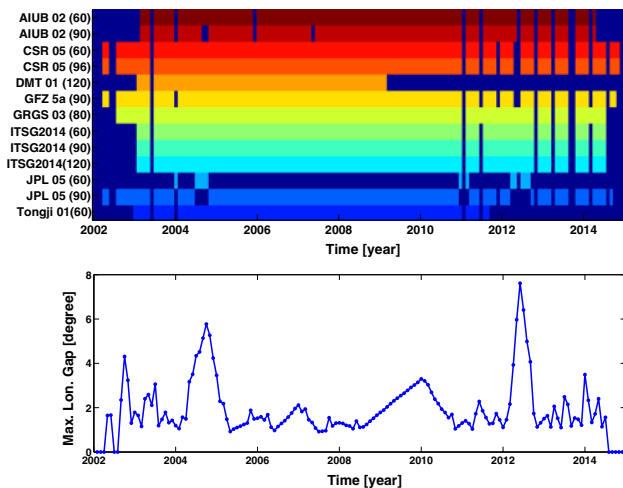 AIUB 02 (60)
AIUB 02 (90)
CSR 05 (60)
CSR 05 (96)
DMT 01 (120)
GFZ 5a (90)
GRGS 03 (80)
ITSG2014 (60)
ITSG2014 (90)
ITSG2014(120)
JPL 05 (60)
JPL 05 (90)
Tongji 01(60)
2002 2004 2006 2008 2010 2012 2014
Time [year]
Max. Lon. Gap [degree]
8
6
4
2
0
2002 2004 2006 2008 2010 2012 2014
Time [year]